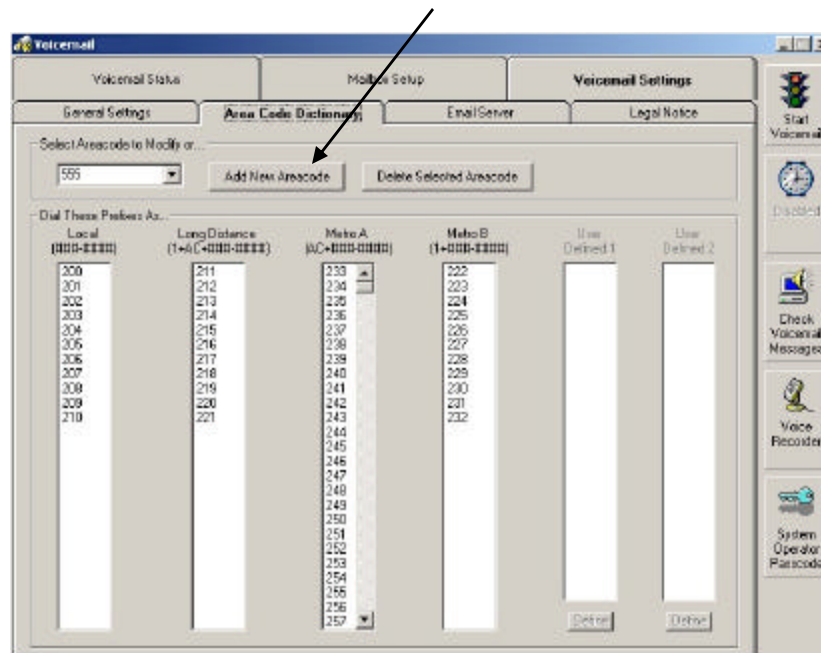 Voicemail
Voicemail Status
Mailbox Setup
Voicemail Settings
General Settings
Area Code Dictionary
Email Server
Legal Notice
Select Areacode to Modify or...
555
Add New Areacode
Delete Selected Areacode
Dial These Prefixes As...
Local
Long Distance
Metro A
Metro B
User
User
(###-####)
(1+AC+###-####)
(AC+###-####)
(1+###-####)
Defined 1
Defined 2
200 211 233 222
201 212 234 223
202 213 235 224
203 214 236 225
204 215 237 226
205 216 238 227
206 217 239 228
207 218 240 229
208 219 241 230
209 220 242 231
210 221 243 232
244
245
246
247
248
249
250
251
252
253
254
255
256
257
Define
Define
Start
Voicemail
Disabled
Check
Voicemail
Messages
Voice
Recorder
System
Operator
Passcode